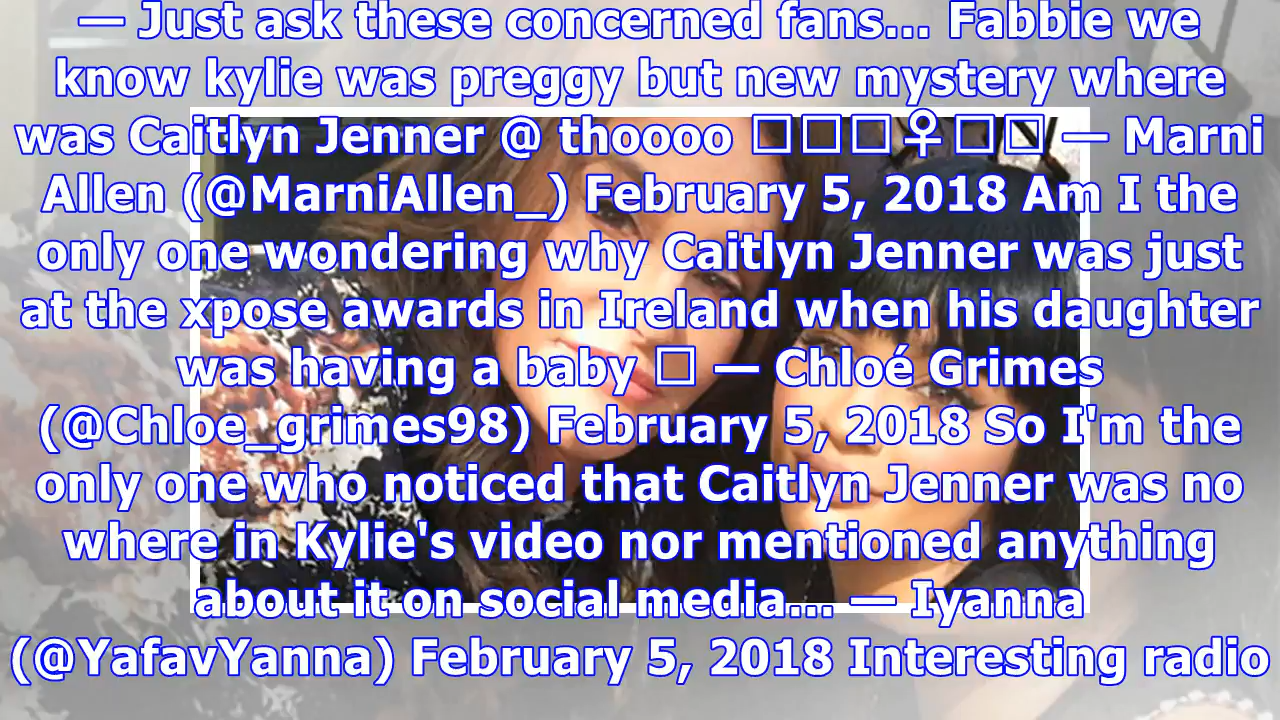 — Just ask these concerned fans... Fabbie we
know kylie was preggy but new mystery where
was Caitlyn Jenner @ thoooo □□□♀□□ — Marni
Allen (@MarniAllen_) February 5, 2018 Am I the
only one wondering why Caitlyn Jenner was just
at the xpose awards in Ireland when his daughter
was having a baby □ — Chloé Grimes
(@Chloe_grimes98) February 5, 2018 So I'm the
only one who noticed that Caitlyn Jenner was no
where in Kylie's video nor mentioned anything
about it on social media... — Iyanna
(@YafavYanna) February 5, 2018 Interesting radio